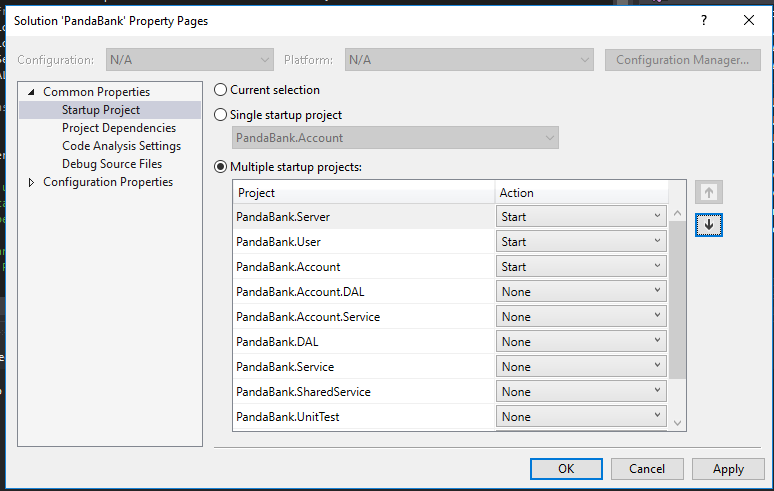 Solution 'PandaBank' Property Pages
Configuration: N/A Platform: N/A Configuration Manager...
Common Properties
Startup Project
Project Dependencies
Code Analysis Settings
Debug Source Files
Configuration Properties
Current selection
Single startup project
PandaBank.Account
Multiple startup projects:
Project Action
PandaBank.Server Start
PandaBank.User Start
PandaBank.Account Start
PandaBank.Account.DAL None
PandaBank.Account.Service None
PandaBank.DAL None
PandaBank.Service None
PandaBank.SharedService None
PandaBank.UnitTest None
OK Cancel Apply